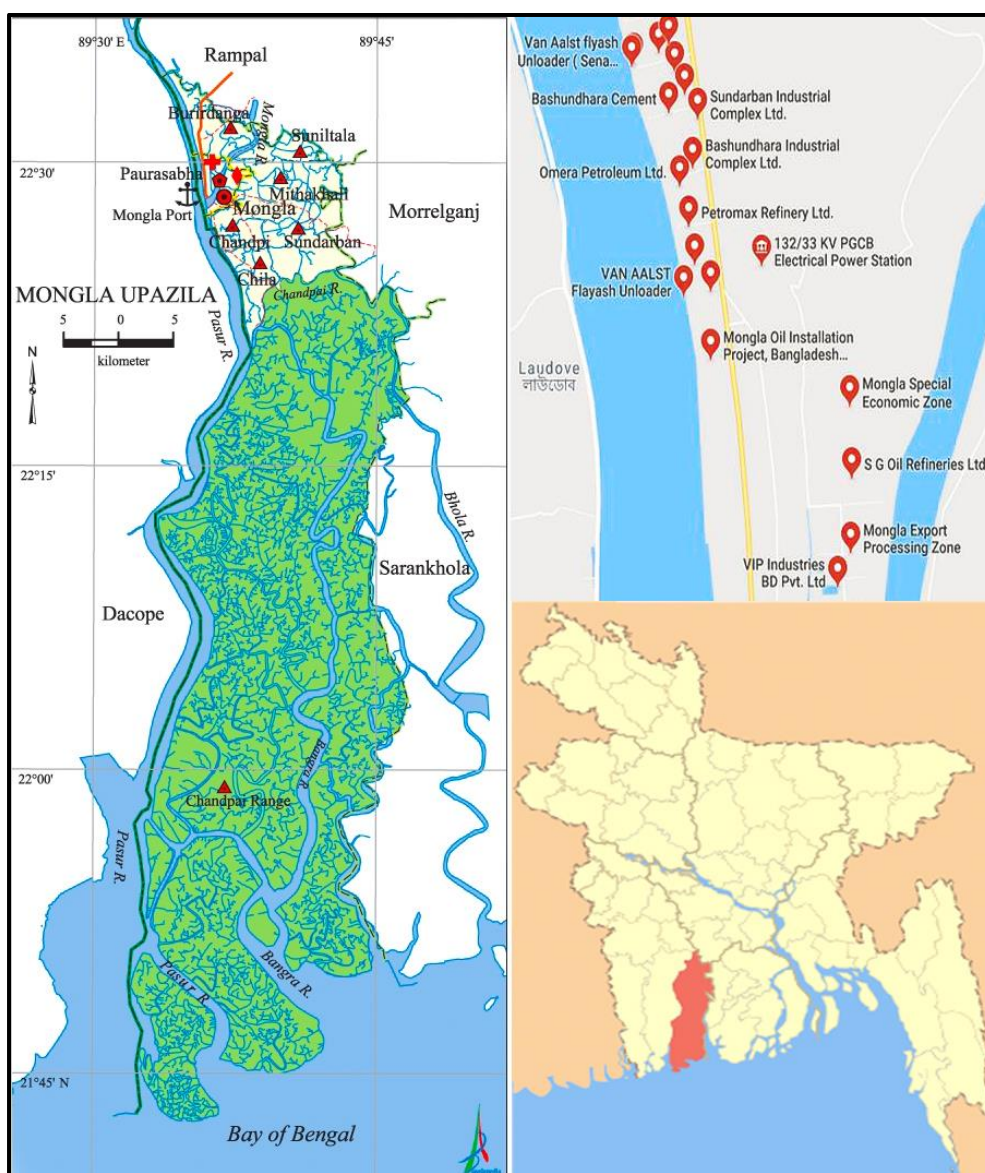 89°30' E
89°45'
Rampal
Burirdanga
Mongla R.
Suniltala
22°30'
Paurasabha
Mithakhali
Mongla Port
Mongla
Morrelganj
Chandpi
Sundarban
Chila
Chandpai R.
MONGLA UPAZILA
5 0 5
kilometer
Pasur R.
N
22°15'
Bhola R.
Sarankhola
Dacope
Bangra R.
22°00'
Chandpai Range
Pasur R.
Pasur R
Bangra R.
21°45' N
Bay of Bengal
Van Aalst flyash
Unloader ( Sena...
Bashundhara Cement
Sundarban Industrial
Complex Ltd.
Bashundhara Industrial
Complex Ltd.
Omera Petroleum Ltd.
Petromax Refinery Ltd.
132/33 KV PGCB
Electrical Power Station
VAN AALST
Flayash Unloader
Mongla Oil Installation
Project, Bangladesh...
Laudove
লাউডোব
Mongla Special
Economic Zone
S G Oil Refineries Ltd
Mongla Export
Processing Zone
VIP Industries
BD Pvt. Ltd